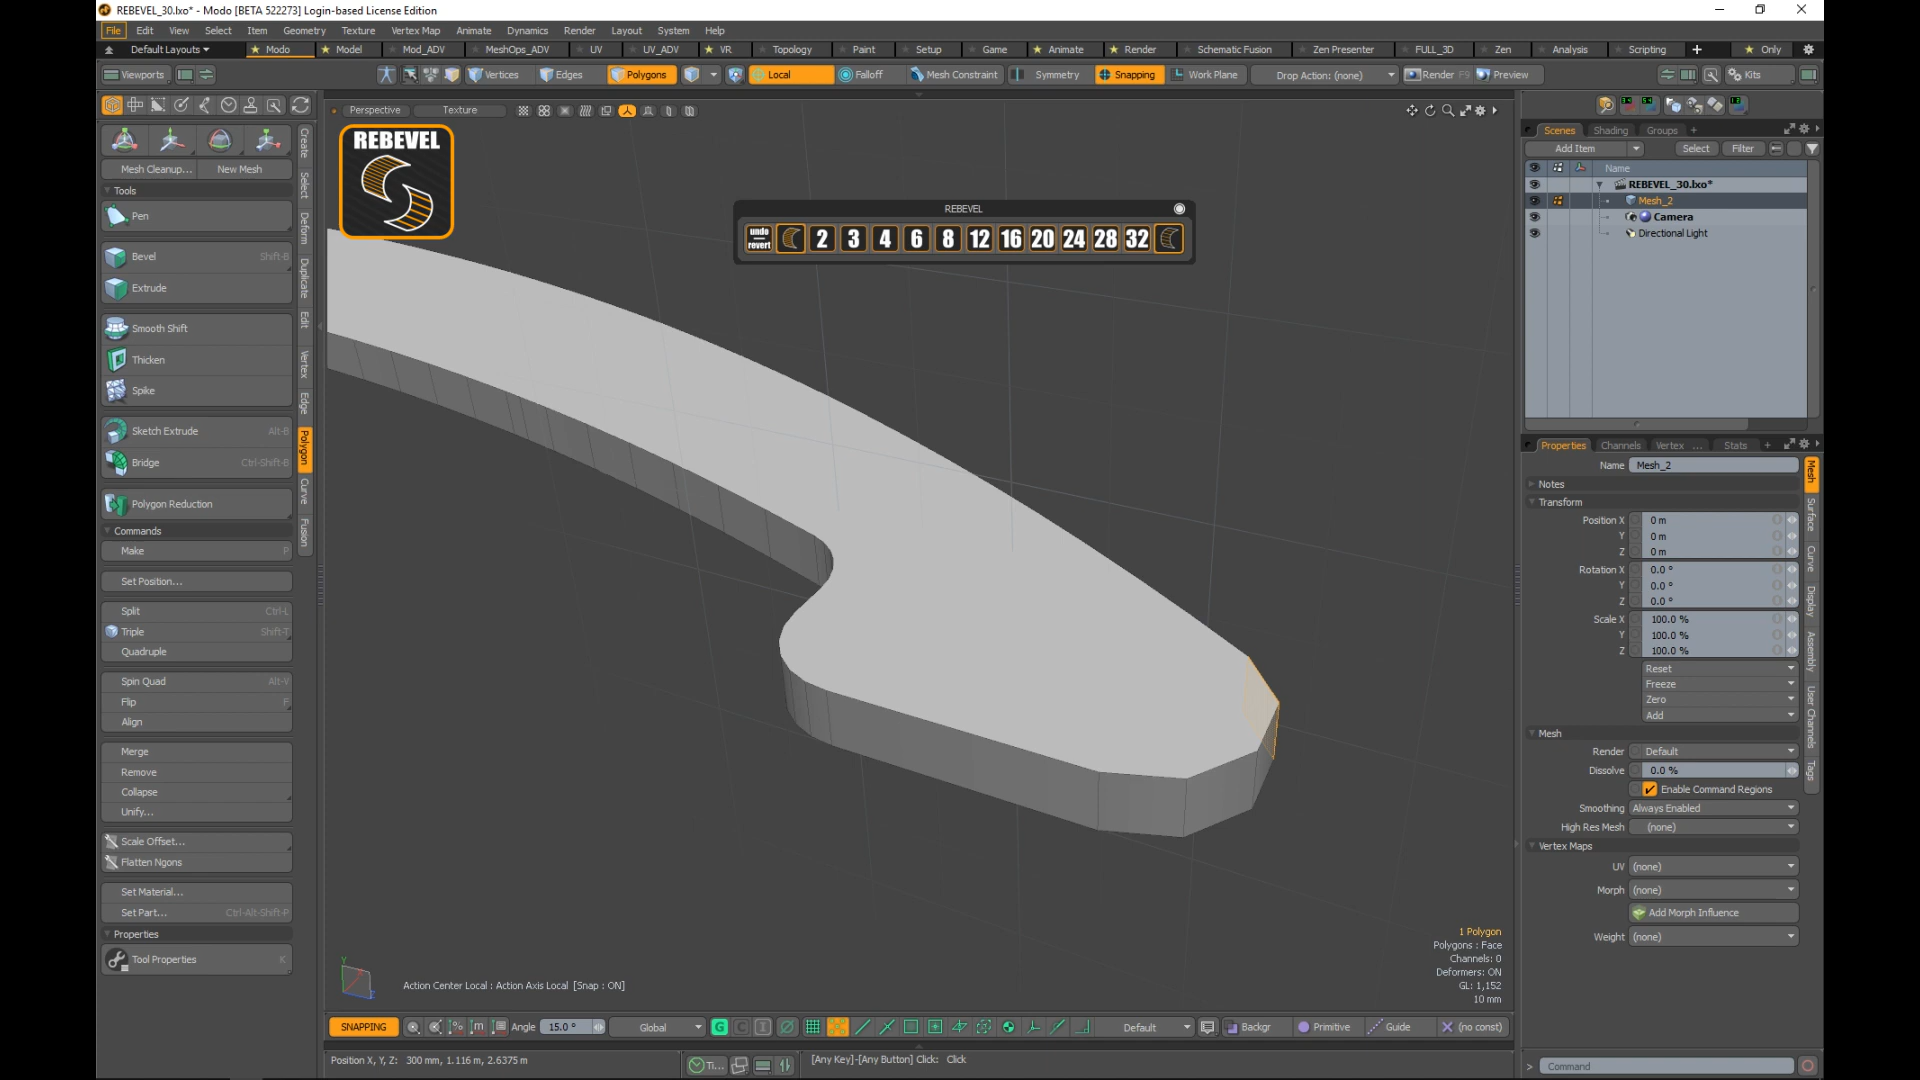 REBEVEL_30.lxo* - Modo [BETA 522273] Login-based License Edition
File Edit View Select Item Geometry Texture Vertex Map Animate Dynamics Render Layout System Help
Default Layouts Modo Model Mod_ADV MeshOps_ADV UV UV_ADV VR Topology Paint Setup Game Animate Render Schematic Fusion Zen Presenter FULL_3D Zen Analysis Scripting + Only
Viewports Vertices Edges Polygons Local Falloff Mesh Constraint Symmetry Snapping Work Plane Drop Action: (none) Render F9 Preview Kits
Perspective Texture
REBEVEL
REBEVEL
undo revert 2 3 4 6 8 12 16 20 24 28 32
Mesh Cleanup... New Mesh
Tools
Pen
Bevel Shift-B
Extrude
Smooth Shift
Thicken
Spike
Sketch Extrude Alt-B
Bridge Ctrl-Shift-B
Polygon Reduction
Commands
Make P
Set Position...
Split Ctrl-L
Triple Shift-T
Quadruple
Spin Quad Alt-V
Flip F
Align
Merge
Remove
Collapse
Unify...
Scale Offset...
Flatten Ngons
Set Material...
Set Part... Ctrl-Alt-Shift-P
Properties
Tool Properties K
Create
Select
Deform
Duplicate
Edit
Vertex
Edge
Polygon
Curve
Fusion
1 Polygon
Polygons : Face
Channels: 0
Deformers: ON
GL: 1,152
10 mm
Y
Z
Action Center Local ; Action Axis Local [Snap : ON]
SNAPPING Angle 15.0 ° Global G C I Default Backgr Primitive Guide (no const)
Position X, Y, Z: 300 mm, 1.116 m, 2.6375 m Ti... [Any Key]-[Any Button] Click: Click
Scenes Shading Groups +
Add Item Select Filter
Name
REBEVEL_30.lxo*
Mesh_2
Camera
Directional Light
Properties Channels Vertex ... Stats +
Name Mesh_2
Notes
Transform
Position X 0 m
Y 0 m
Z 0 m
Rotation X 0.0 °
Y 0.0 °
Z 0.0 °
Scale X 100.0 %
Y 100.0 %
Z 100.0 %
Reset
Freeze
Zero
Add
Mesh
Render Default
Dissolve 0.0 %
Enable Command Regions
Smoothing Always Enabled
High Res Mesh (none)
Vertex Maps
UV (none)
Morph (none)
Add Morph Influence
Weight (none)
Mesh
Surface
Curve
Display
Assembly
User Channels
Tags
> Command